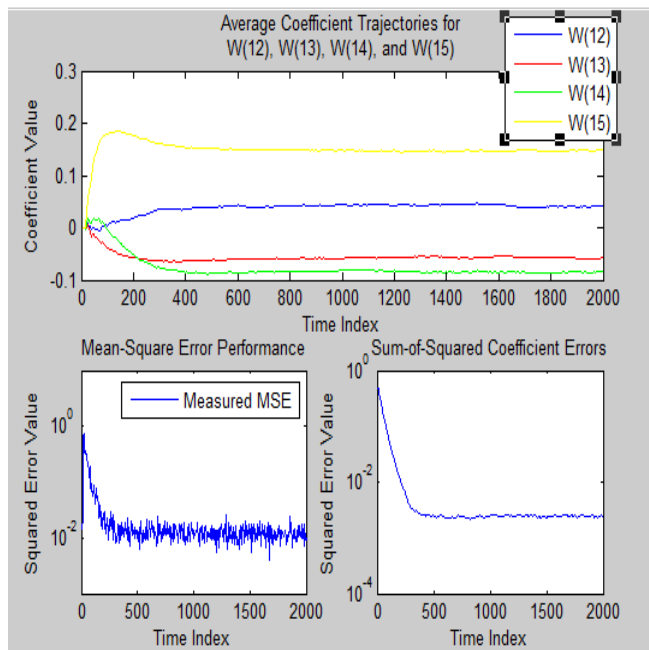 Average Coefficient Trajectories for
W(12), W(13), W(14), and W(15)
W(12)
W(13)
W(14)
W(15)
0.3
0.2
0.1
0
-0.1
Coefficient Value
0 200 400 600 800 1000 1200 1400 1600 1800 2000
Time Index
Mean-Square Error Performance
Measured MSE
10^0
10^-2
Squared Error Value
0 500 1000 1500 2000
Time Index
Sum-of-Squared Coefficient Errors
10^0
10^-2
10^-4
Squared Error Value
0 500 1000 1500 2000
Time Index